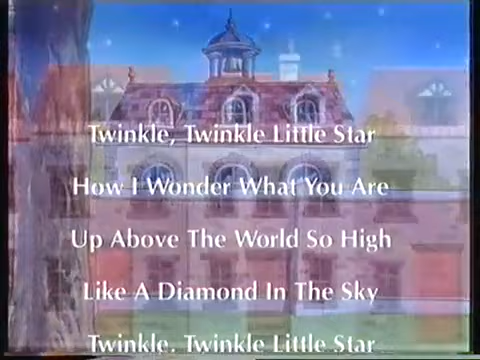 Twinkle, Twinkle Little Star
How I Wonder What You Are
Up Above The World So High
Like A Diamond In The Sky
Twinkle, Twinkle Little Star